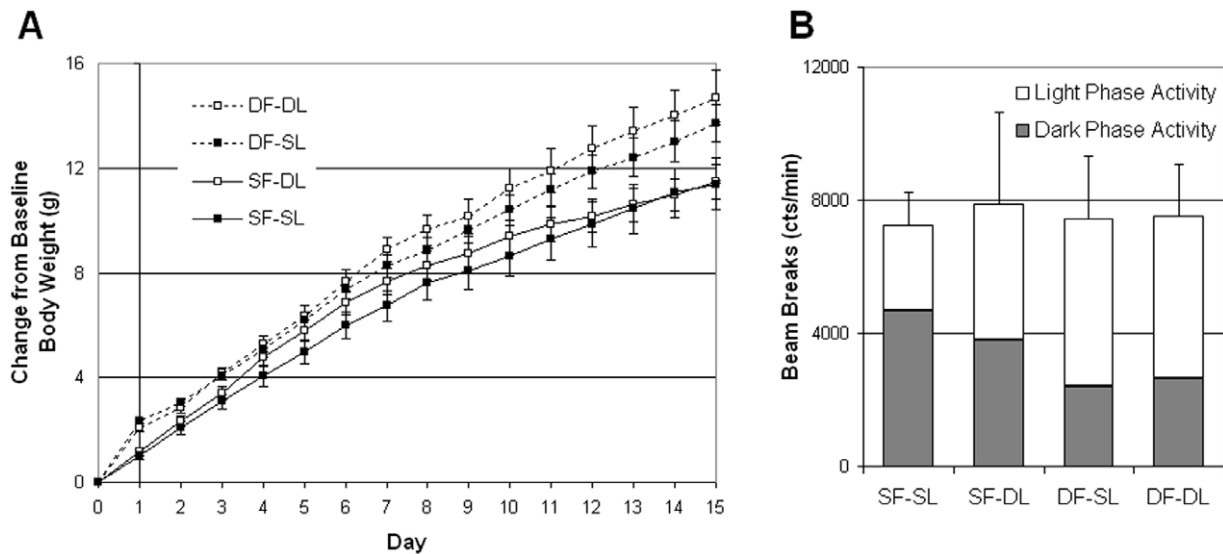 A
Change from Baseline
Body Weight (g)
16
12
8
4
0
DF-DL
DF-SL
SF-DL
SF-SL
0 1 2 3 4 5 6 7 8 9 10 11 12 13 14 15
Day
B
Beam Breaks (cts/min)
12000
8000
4000
0
Light Phase Activity
Dark Phase Activity
SF-SL SF-DL DF-SL DF-DL